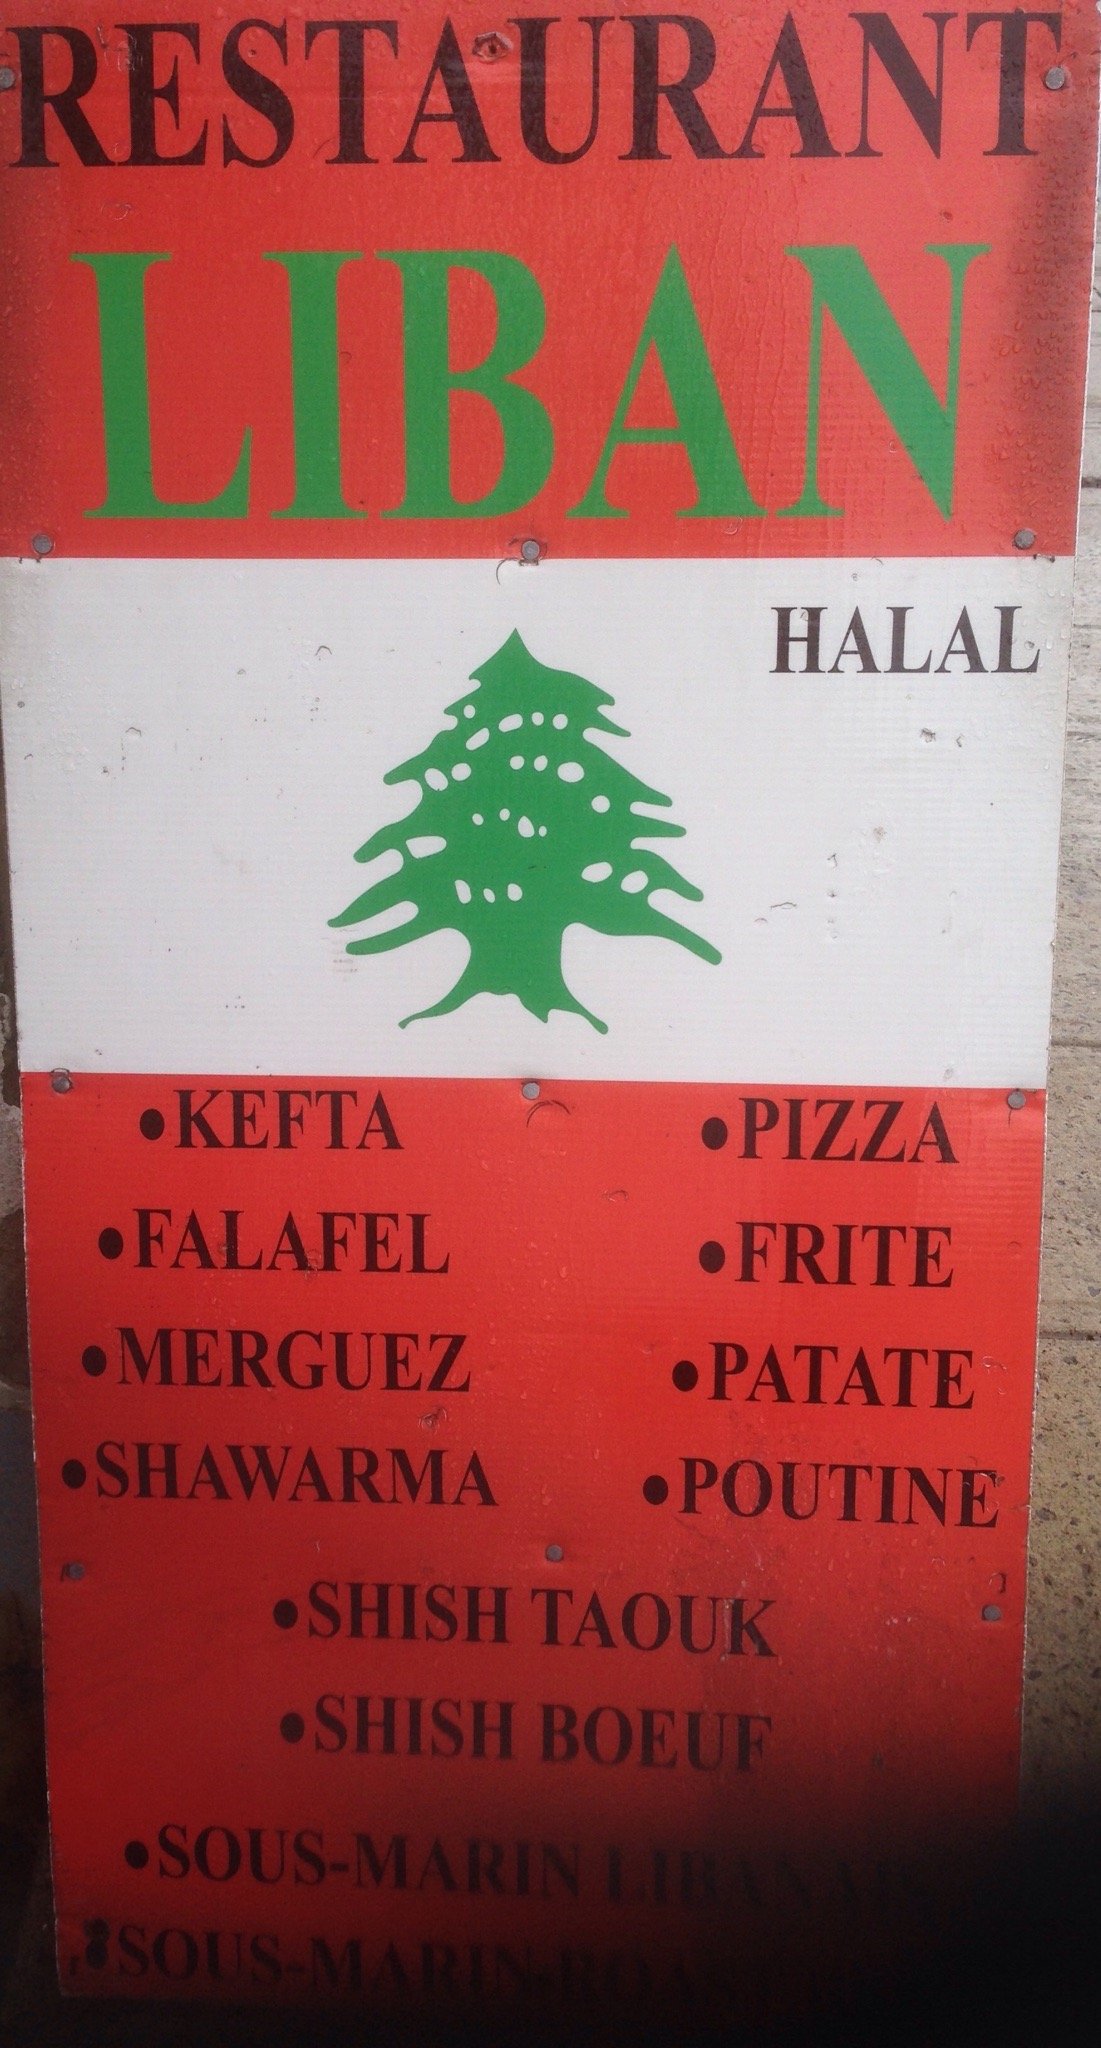 RESTAURANT
LIBAN
HALAL
•KEFTA
•FALAFEL
•MERGUEZ
•SHAWARMA
•PIZZA
•FRITE
•PATATE
•POUTINE
•SHISH TAOUK
•SHISH BOEUF
•SOUS-MARIN
•SOUS-MARIN